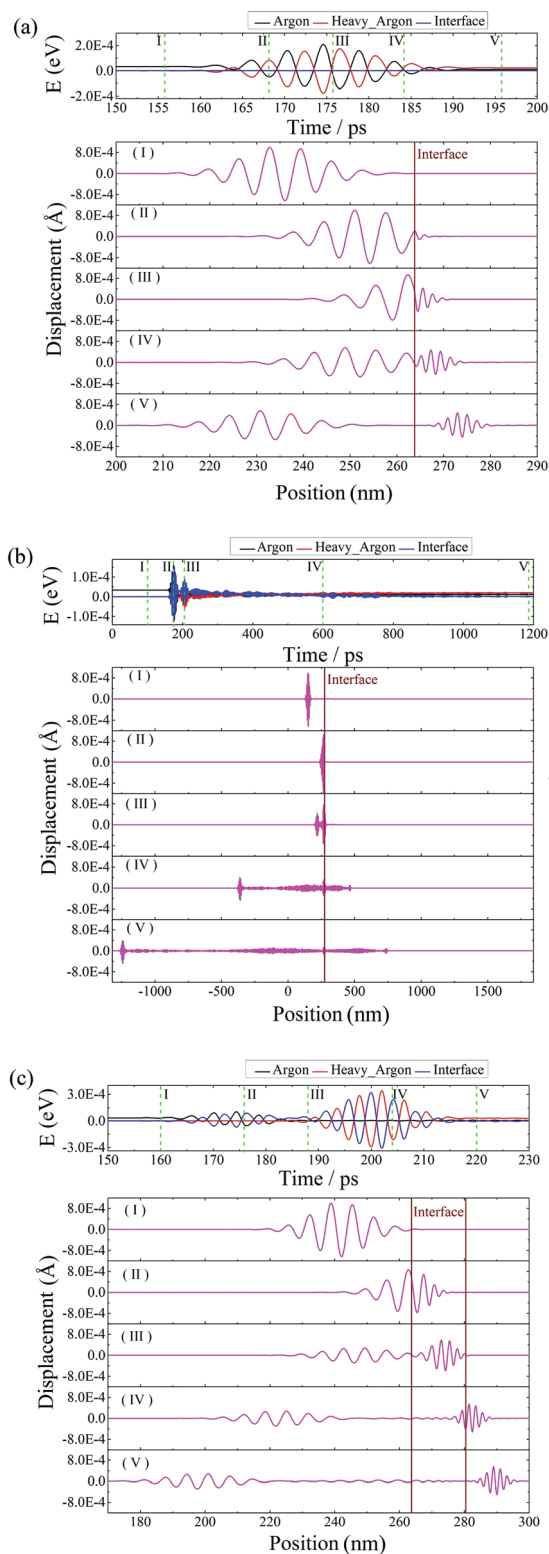 (a)
Argon Heavy_Argon Interface
E (eV)
2.0E-4
0.0
-2.0E-4
I II III IV V
150 155 160 165 170 175 180 185 190 195 200
Time / ps
Displacement (Å)
8.0E-4 ( I ) Interface
0.0
-8.0E-4
8.0E-4 ( II )
0.0
-8.0E-4
8.0E-4 ( III )
0.0
-8.0E-4
8.0E-4 ( IV )
0.0
-8.0E-4
8.0E-4 ( V )
0.0
-8.0E-4
200 210 220 230 240 250 260 270 280 290
Position (nm)
(b)
Argon Heavy_Argon Interface
E (eV)
1.0E-4
0.0
-1.0E-4
I II III IV V
0 200 400 600 800 1000 1200
Time / ps
Displacement (Å)
8.0E-4 ( I ) Interface
0.0
-8.0E-4
8.0E-4 ( II )
0.0
-8.0E-4
8.0E-4 ( III )
0.0
-8.0E-4
8.0E-4 ( IV )
0.0
-8.0E-4
8.0E-4 ( V )
0.0
-8.0E-4
-1000 -500 0 500 1000 1500
Position (nm)
(c)
Argon Heavy_Argon Interface
E (eV)
3.0E-4
0.0
-3.0E-4
I II III IV V
150 160 170 180 190 200 210 220 230
Time / ps
Displacement (Å)
8.0E-4 ( I ) Interface
0.0
-8.0E-4
8.0E-4 ( II )
0.0
-8.0E-4
8.0E-4 ( III )
0.0
-8.0E-4
8.0E-4 ( IV )
0.0
-8.0E-4
8.0E-4 ( V )
0.0
-8.0E-4
180 200 220 240 260 280 300
Position (nm)